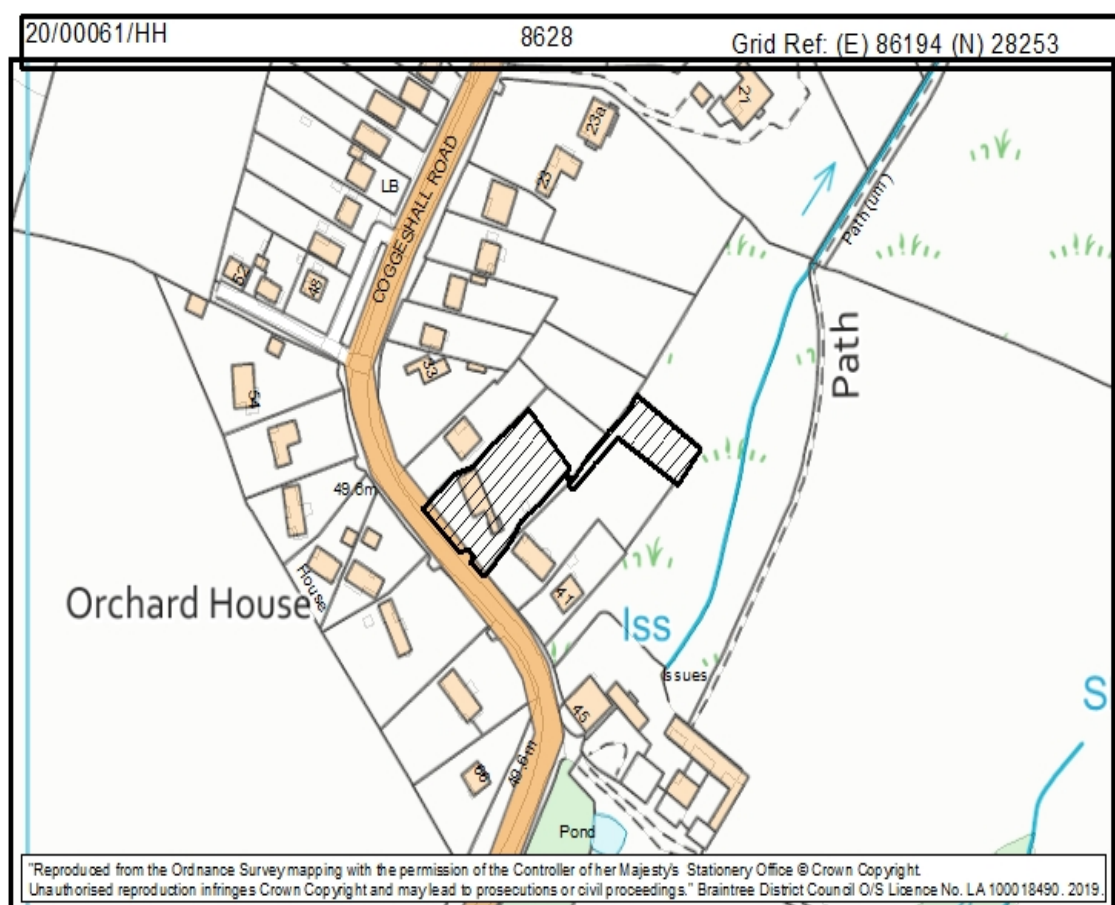 20/00061/HH
8628
Grid Ref: (E) 86194 (N) 28253
21
23a
23
COGGESHALL ROAD
LB
Path (um)
52
48
Path
33
54
49.6m
House
Orchard House
41
Iss
Issues
45
S
49.6m
66
Pond
"Reproduced from the Ordnance Survey mapping with the permission of the Controller of her Majesty's Stationery Office © Crown Copyright.
Unauthorised reproduction infringes Crown Copyright and may lead to prosecutions or civil proceedings." Braintree District Council O/S Licence No. LA 100018490. 2019.